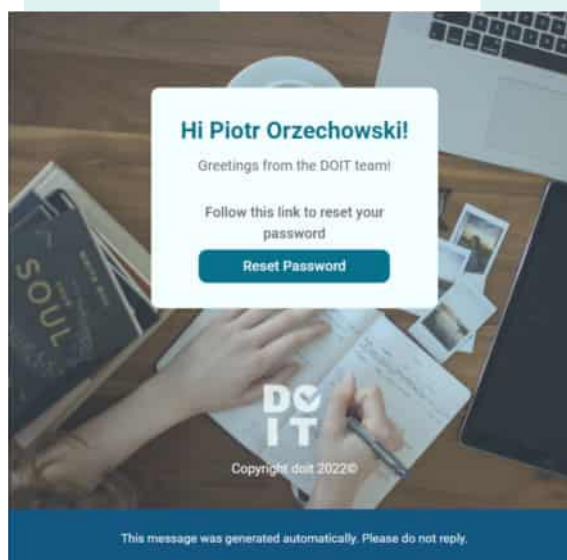 Hi Piotr Orzechowski!
Greetings from the DOIT team!
Follow this link to reset your
password
Reset Password
SOUL
DO
IT
Copyright doit 2022©
This message was generated automatically. Please do not reply.